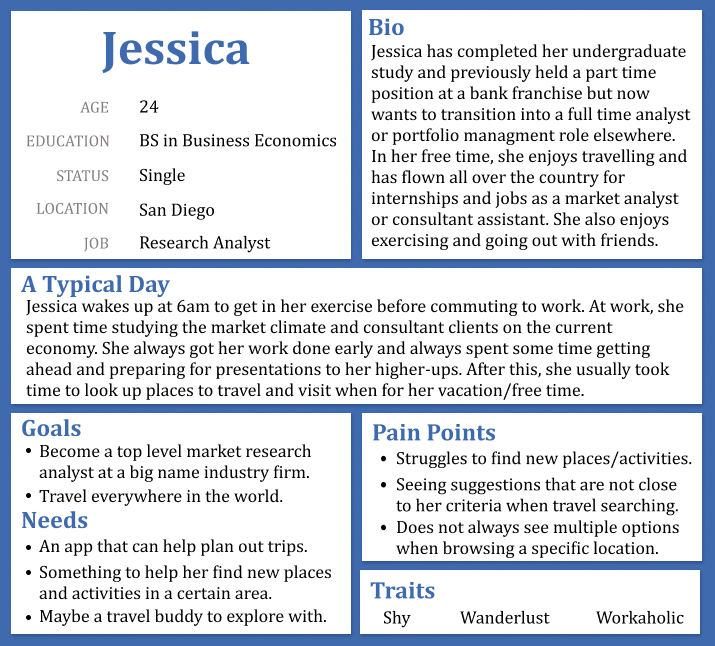 Jessica
AGE 24
EDUCATION BS in Business Economics
STATUS Single
LOCATION San Diego
JOB Research Analyst
Bio
Jessica has completed her undergraduate
study and previously held a part time
position at a bank franchise but now
wants to transition into a full time analyst
or portfolio managment role elsewhere.
In her free time, she enjoys travelling and
has flown all over the country for
internships and jobs as a market analyst
or consultant assistant. She also enjoys
exercising and going out with friends.
A Typical Day
Jessica wakes up at 6am to get in her exercise before commuting to work. At work, she
spent time studying the market climate and consultant clients on the current
economy. She always got her work done early and always spent some time getting
ahead and preparing for presentations to her higher-ups. After this, she usually took
time to look up places to travel and visit when for her vacation/free time.
Goals
• Become a top level market research
analyst at a big name industry firm.
• Travel everywhere in the world.
Needs
• An app that can help plan out trips.
• Something to help her find new places
and activities in a certain area.
• Maybe a travel buddy to explore with.
Pain Points
• Struggles to find new places/activities.
• Seeing suggestions that are not close
to her criteria when travel searching.
• Does not always see multiple options
when browsing a specific location.
Traits
Shy Wanderlust Workaholic